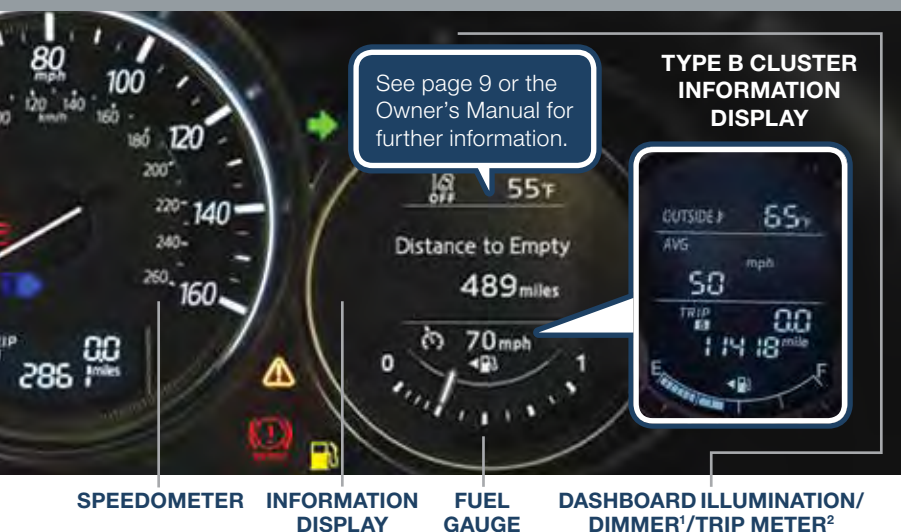 80
mph
100
120 140
km/h
160
180
120
200
220
140
240
260
160
0.0
miles
2861
See page 9 or the
Owner's Manual for
further information.
OFF
55°F
Distance to Empty
489 miles
70 mph
0
1
TYPE B CLUSTER
INFORMATION
DISPLAY
OUTSIDE
65°F
AVG
mph
50
TRIP
B
0.0
11418 mile
E
F
SPEEDOMETER
INFORMATION
DISPLAY
FUEL
GAUGE
DASHBOARD ILLUMINATION/
DIMMER¹/TRIP METER²